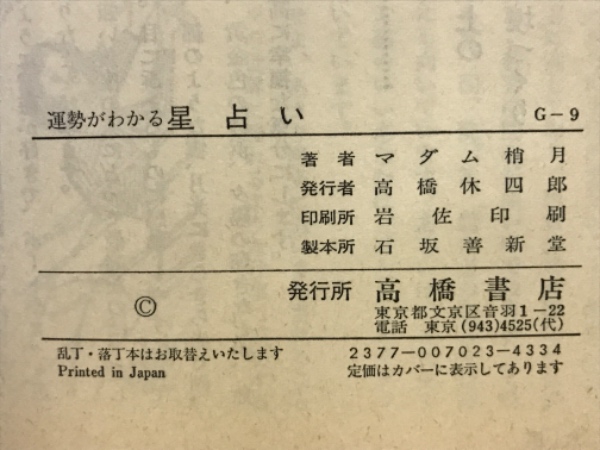 運勢がわかる星占い G−9
著者 マダム梢月
発行者 高橋休四郎
印刷所 岩佐印刷
製本所 石坂善新堂
© 発行所 高橋書店
東京都文京区音羽1−22
電話 東京(943)4525(代)
乱丁・落丁本はお取替えいたします 2377−007023−4334
Printed in Japan 定価はカバーに表示してあります